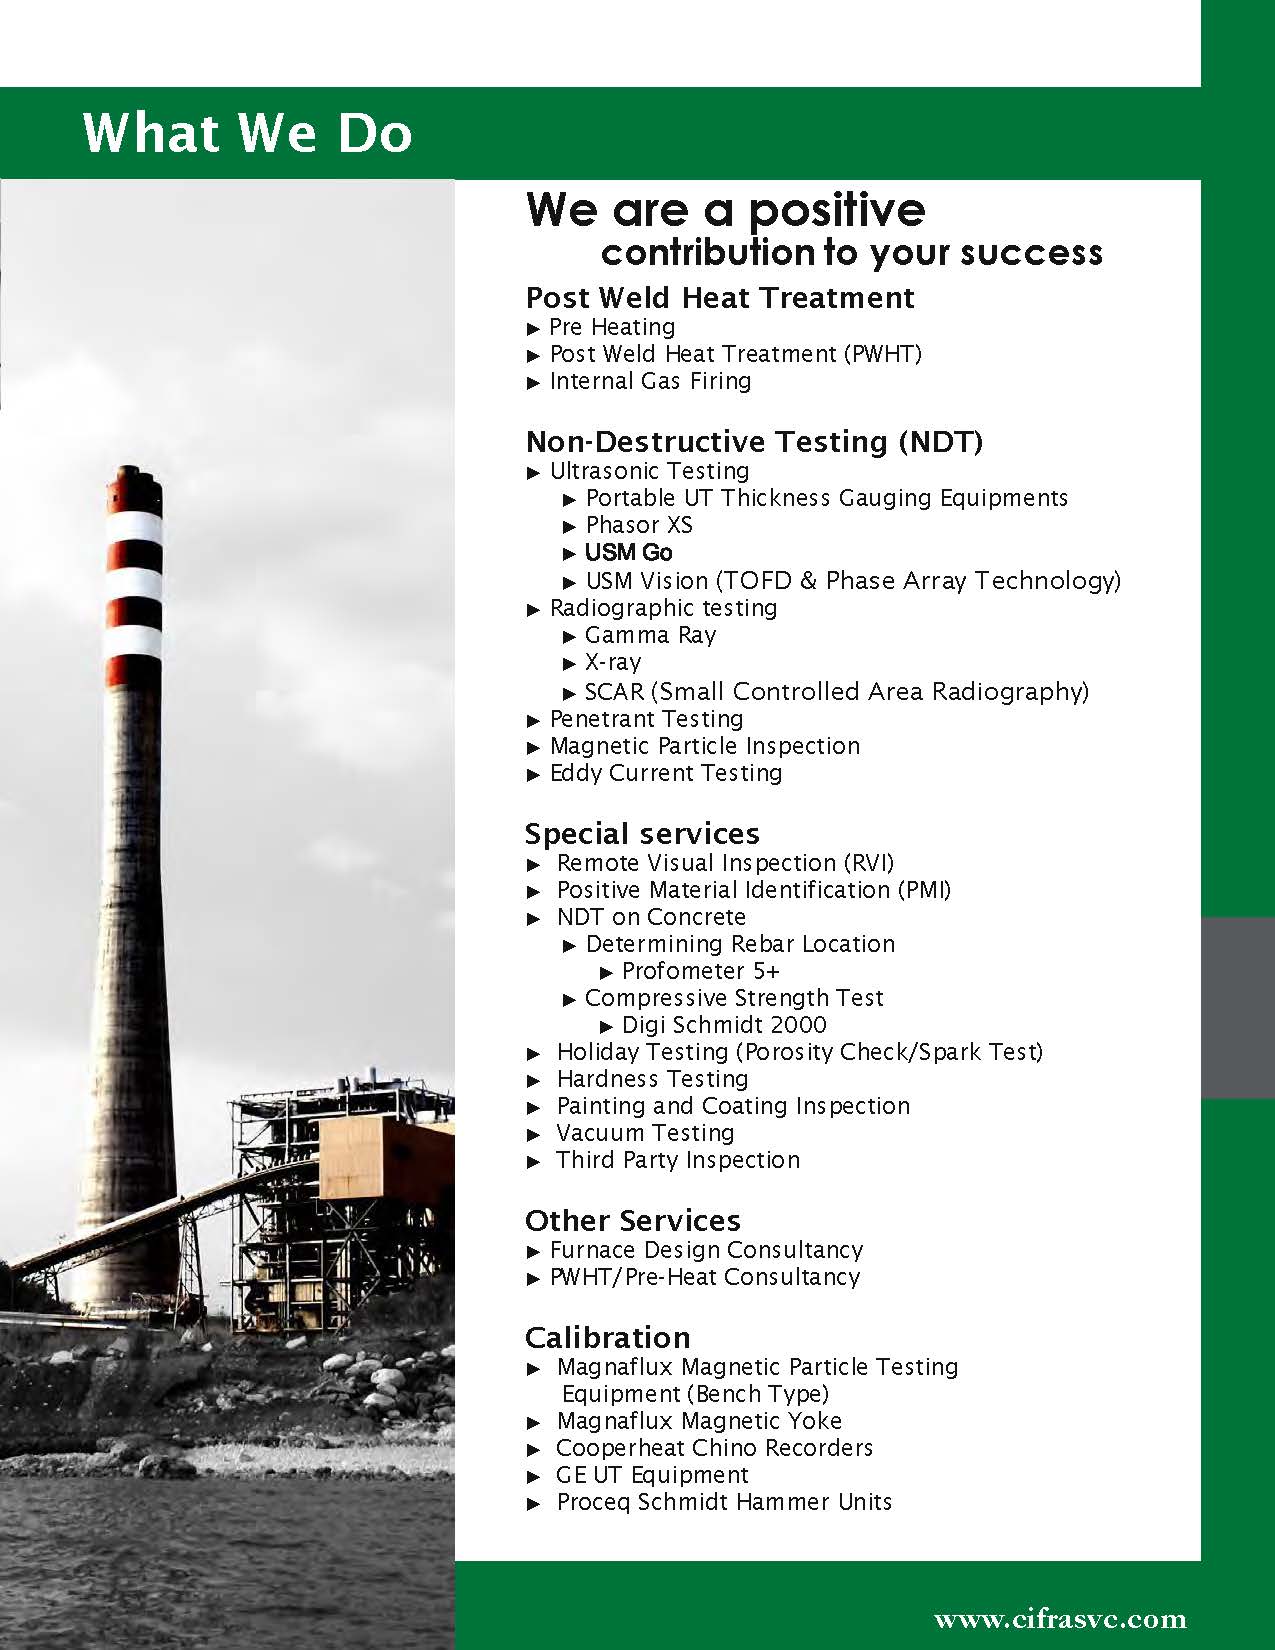 What We Do
We are a positive
contribution to your success
Post Weld Heat Treatment
► Pre Heating
► Post Weld Heat Treatment (PWHT)
► Internal Gas Firing
Non-Destructive Testing (NDT)
► Ultrasonic Testing
► Portable UT Thickness Gauging Equipments
► Phasor XS
► USM Go
► USM Vision (TOFD & Phase Array Technology)
► Radiographic testing
► Gamma Ray
► X-ray
► SCAR (Small Controlled Area Radiography)
► Penetrant Testing
► Magnetic Particle Inspection
► Eddy Current Testing
Special services
► Remote Visual Inspection (RVI)
► Positive Material Identification (PMI)
► NDT on Concrete
► Determining Rebar Location
► Profometer 5+
► Compressive Strength Test
► Digi Schmidt 2000
► Holiday Testing (Porosity Check/Spark Test)
► Hardness Testing
► Painting and Coating Inspection
► Vacuum Testing
► Third Party Inspection
Other Services
► Furnace Design Consultancy
► PWHT/Pre-Heat Consultancy
Calibration
► Magnaflux Magnetic Particle Testing
Equipment (Bench Type)
► Magnaflux Magnetic Yoke
► Cooperheat Chino Recorders
► GE UT Equipment
► Proceq Schmidt Hammer Units
www.cifrasvc.com